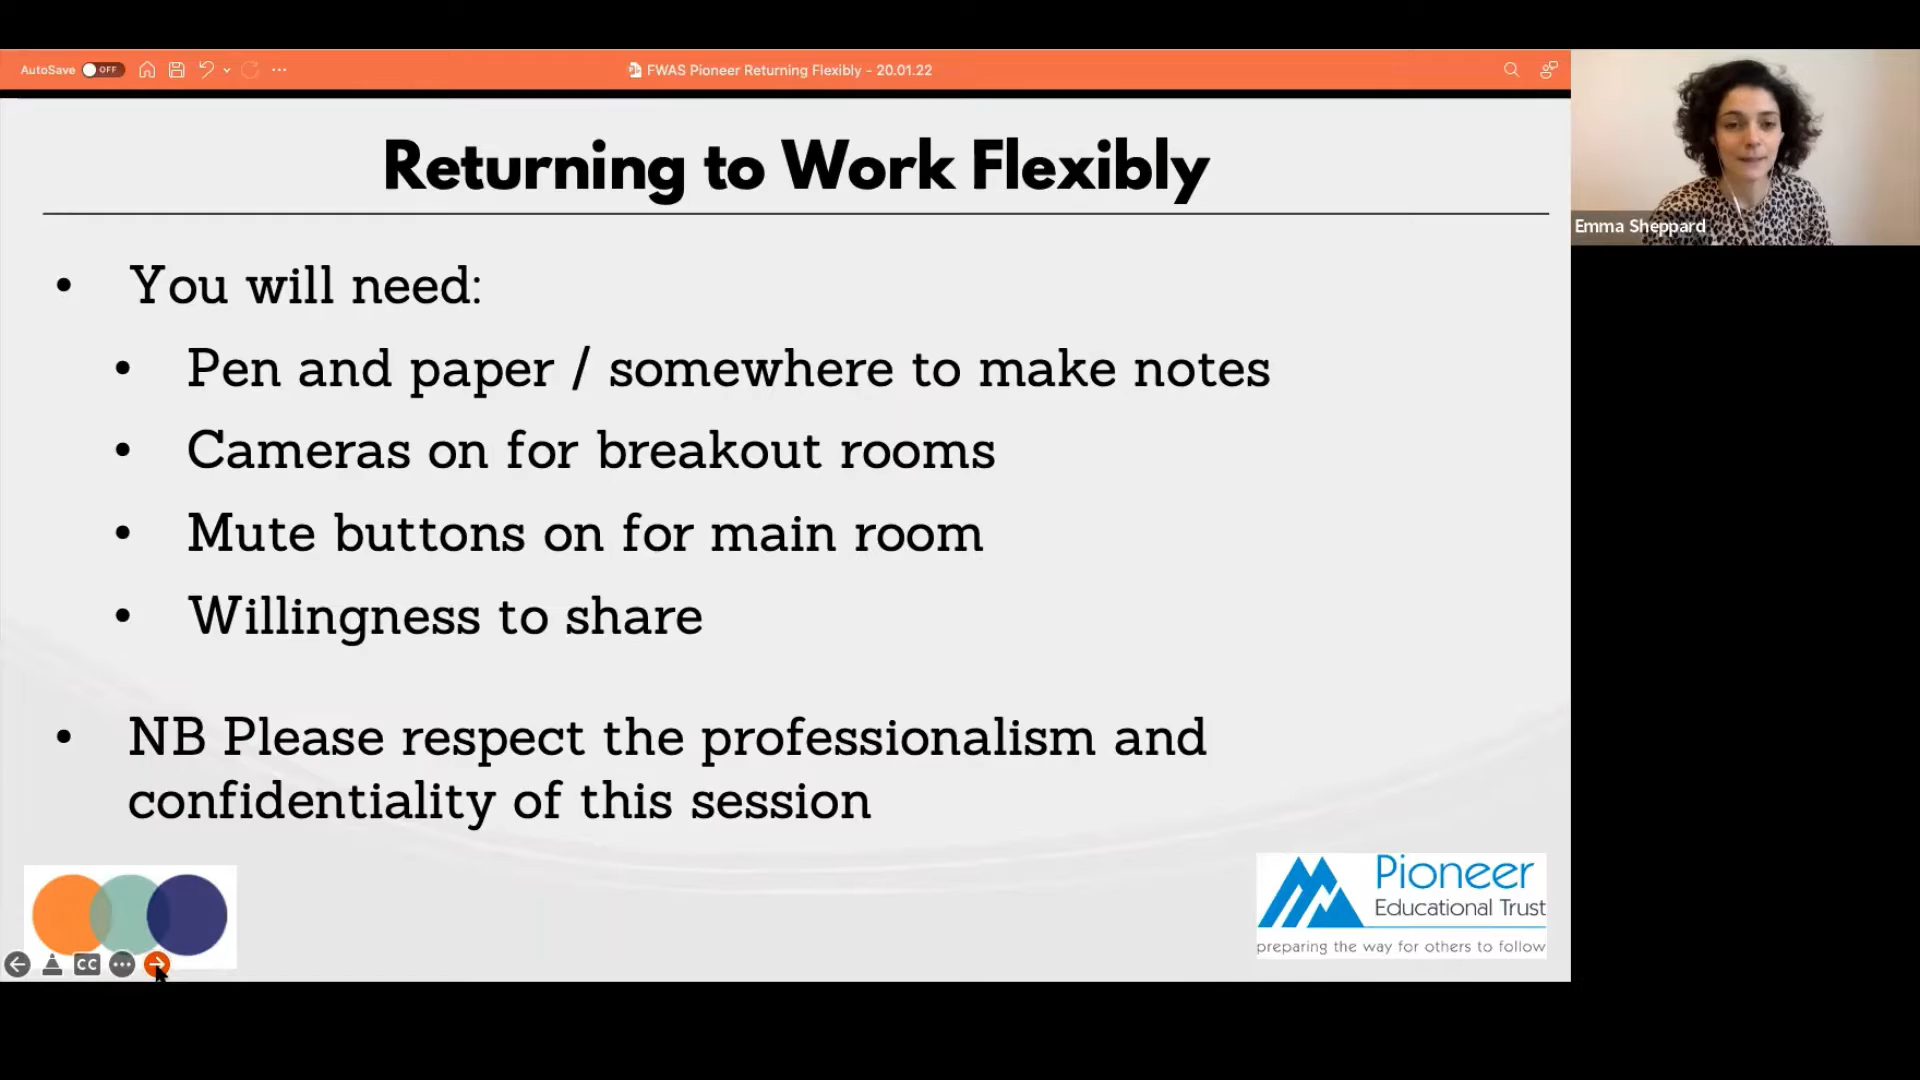 AutoSave OFF
FWAS Pioneer Returning Flexibly - 20.01.22
Returning to Work Flexibly
Emma Sheppard
• You will need:
• Pen and paper / somewhere to make notes
• Cameras on for breakout rooms
• Mute buttons on for main room
• Willingness to share
• NB Please respect the professionalism and
confidentiality of this session
Pioneer
Educational Trust
preparing the way for others to follow
CC